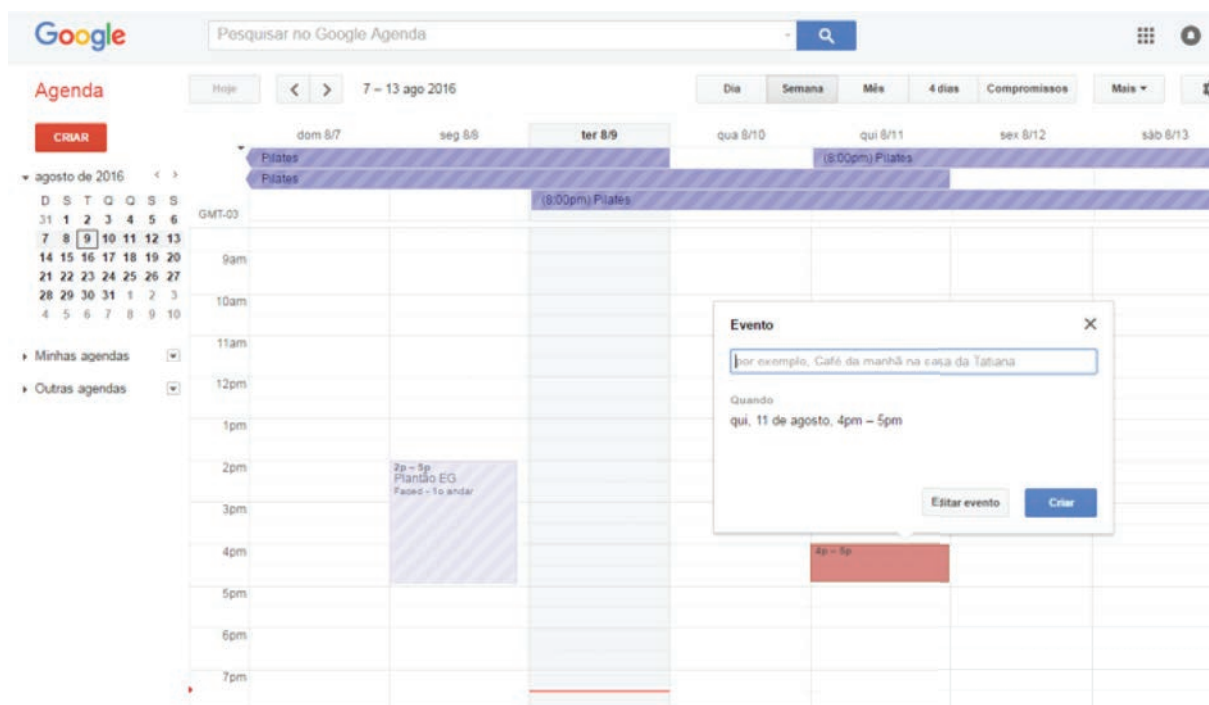 Google
Pesquisar no Google Agenda
Agenda
Hoje
7 – 13 ago 2016
Dia Semana Mês 4 dias Compromissos Mais
CRIAR
dom 8/7 seg 8/8 ter 8/9 qua 8/10 qui 8/11 sex 8/12 sáb 8/13
Pilates (8:00pm) Pilates
Pilates
(8:00pm) Pilates
GMT-03
agosto de 2016
D S T Q Q S S
31 1 2 3 4 5 6
7 8 9 10 11 12 13
14 15 16 17 18 19 20
21 22 23 24 25 26 27
28 29 30 31 1 2 3
4 5 6 7 8 9 10
Minhas agendas
Outras agendas
9am
10am
11am
12pm
1pm
2pm
3pm
4pm
5pm
6pm
7pm
2p – 5p
Plantão EG
Faced - 1o andar
Evento
por exemplo, Café da manhã na casa da Tatiana
Quando
qui, 11 de agosto, 4pm – 5pm
Editar evento Criar
4p – 5p